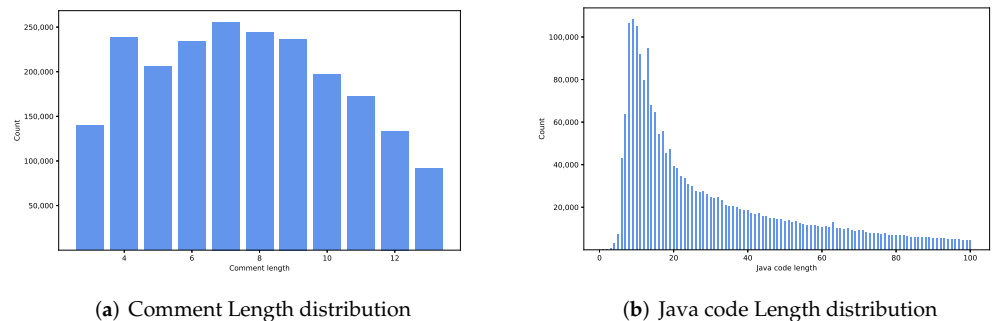 250,000
200,000
150,000
100,000
50,000
Count
4 6 8 10 12
Comment length
(a) Comment Length distribution
100,000
80,000
60,000
40,000
20,000
Count
0 20 40 60 80 100
Java code length
(b) Java code Length distribution